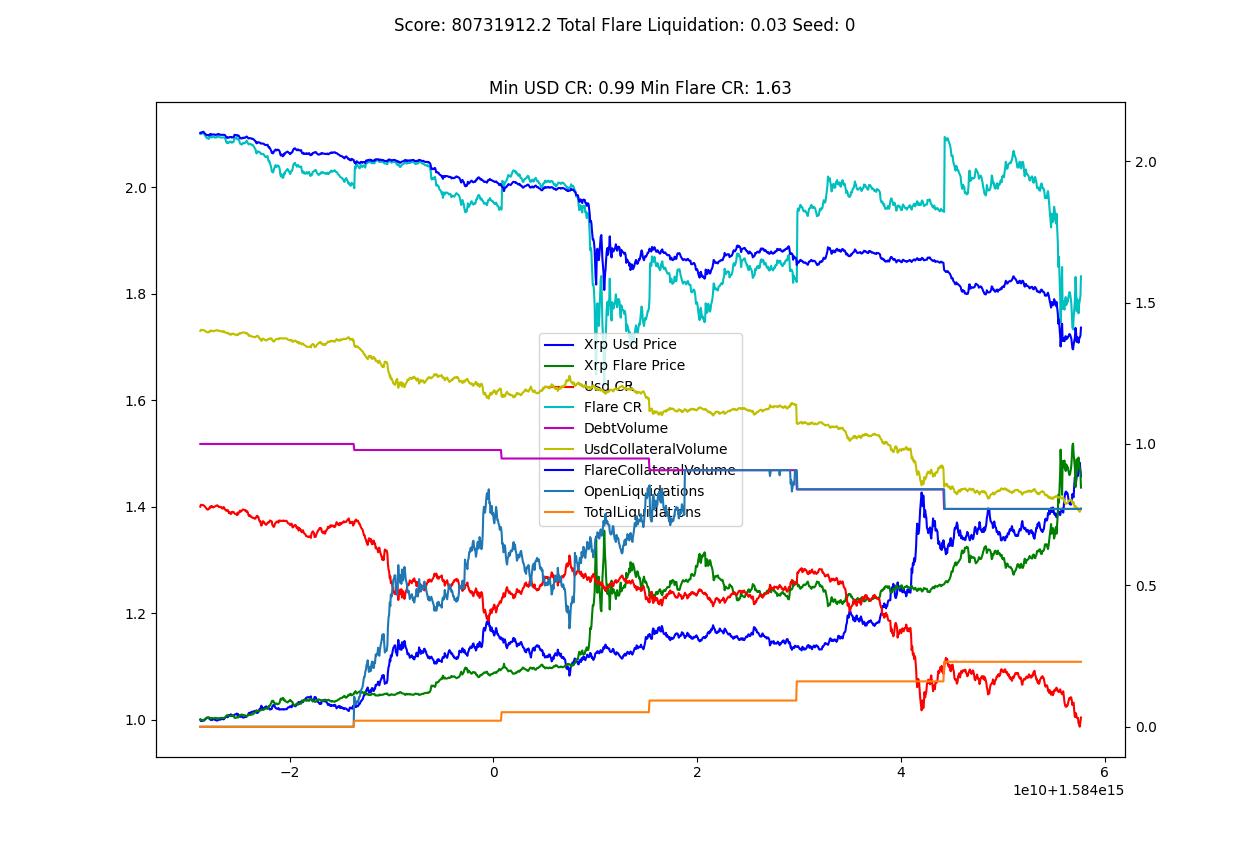 Score: 80731912.2 Total Flare Liquidation: 0.03 Seed: 0
Min USD CR: 0.99 Min Flare CR: 1.63
2.0
1.8
1.6
1.4
1.2
1.0
2.0
1.5
1.0
0.5
0.0
Xrp Usd Price
Xrp Flare Price
Usd CR
Flare CR
DebtVolume
UsdCollateralVolume
FlareCollateralVolume
OpenLiquidations
TotalLiquidations
−2
0
2
4
6
1e10+1.584e15